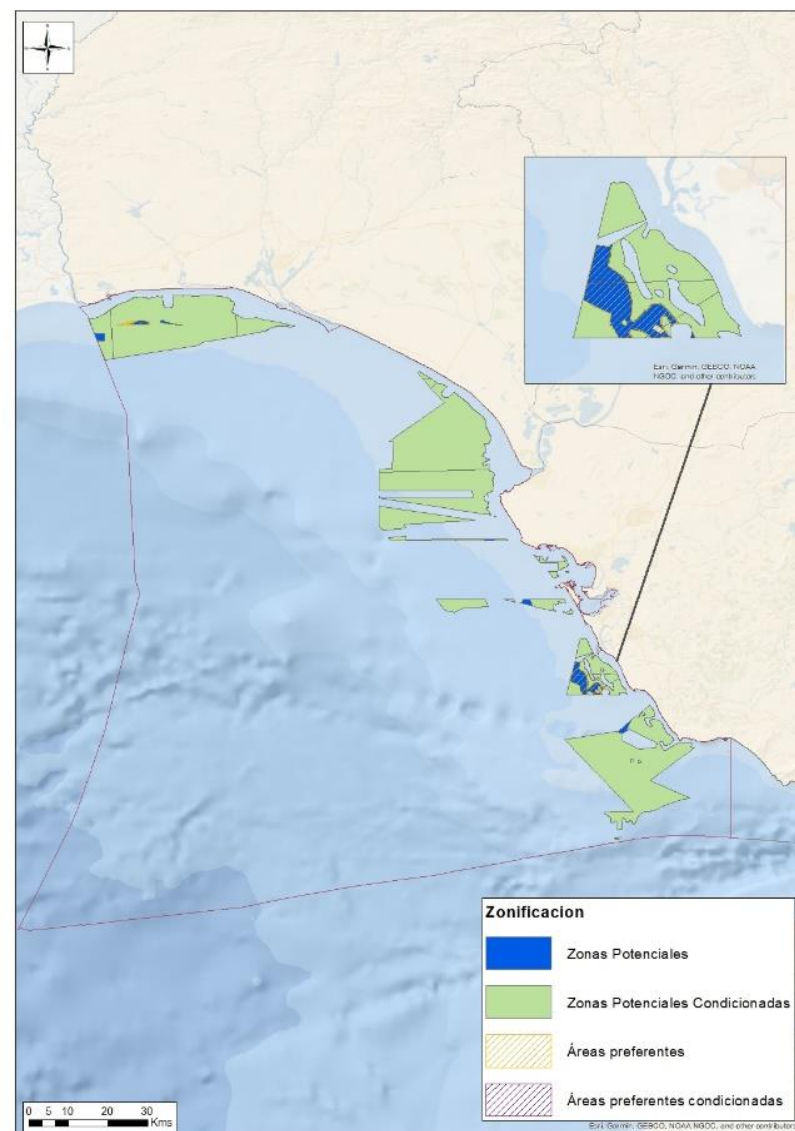 Esri, Garmin, GEBCO, NOAA
NGDC, and other contributors
Zonificacion
Zonas Potenciales
Zonas Potenciales Condicionadas
Áreas preferentes
Áreas preferentes condicionadas
0 5 10 20 30
Kms
Esri, Garmin, GEBCO, NOAA NGDC, and other contributors